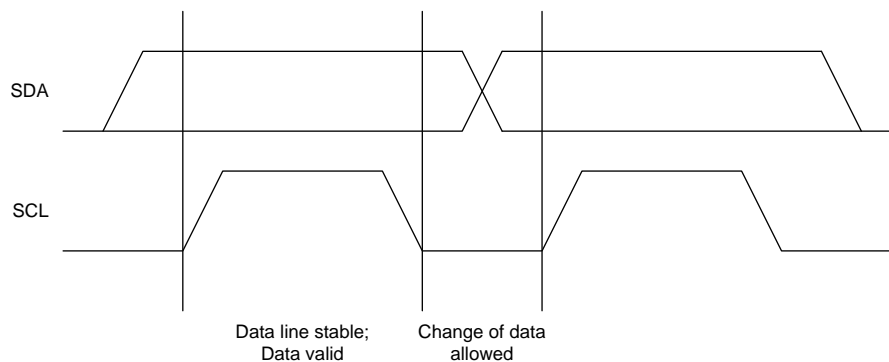 SDA
SCL
Data line stable;
Data valid
Change of data
allowed